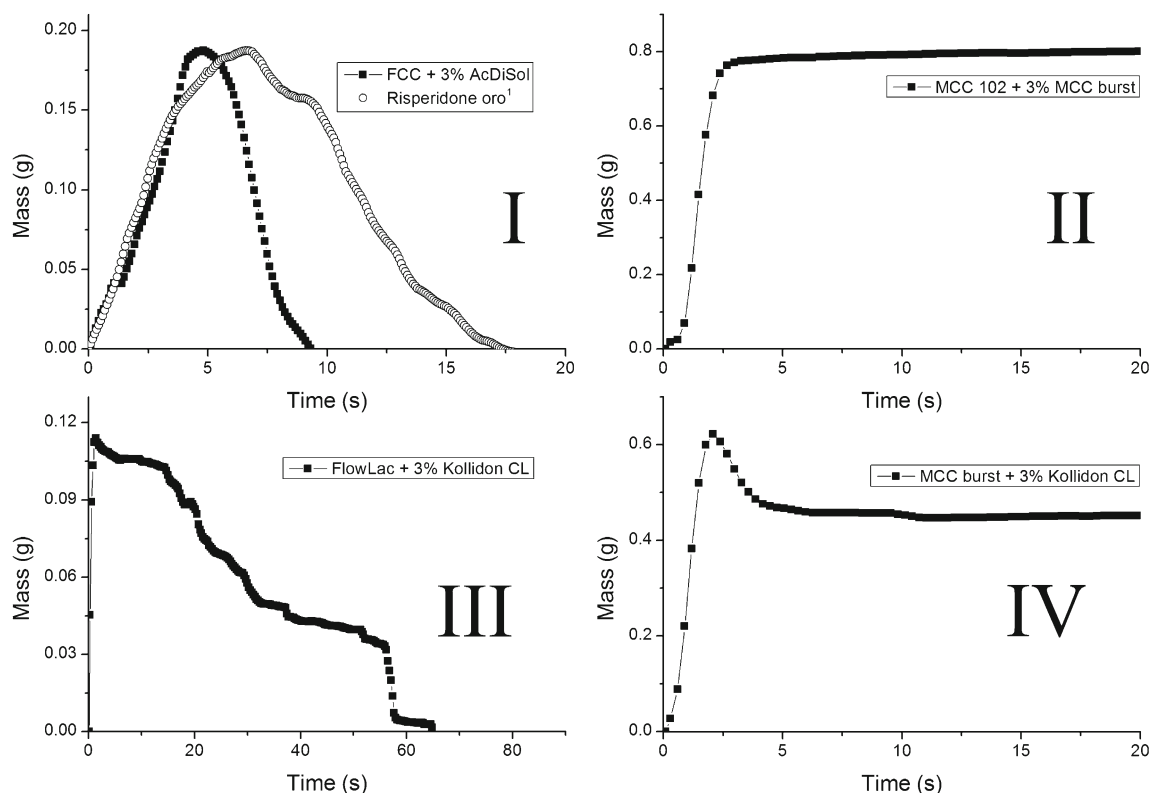 0.20
0.15
0.10
0.05
0.00
Mass (g)
FCC + 3% AcDiSol
Risperidone oro1
I
0 5 10 15 20
Time (s)
0.8
0.6
0.4
0.2
0.0
Mass (g)
MCC 102 + 3% MCC burst
II
0 5 10 15 20
Time (s)
0.12
0.09
0.06
0.03
0.00
Mass (g)
FlowLac + 3% Kollidon CL
III
0 20 40 60 80
Time (s)
0.6
0.4
0.2
0.0
Mass (g)
MCC burst + 3% Kollidon CL
IV
0 5 10 15 20
Time (s)